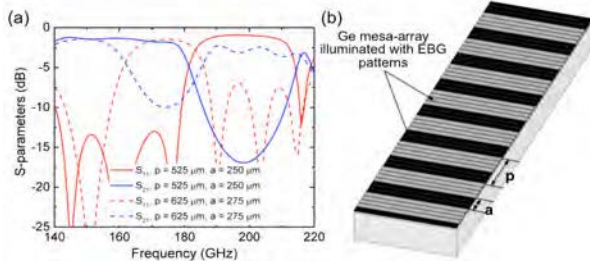 (a)
S-parameters (dB)
0
-5
-10
-15
-20
-25
S₁₁, p = 525 μm, a = 250 μm
S₂₁, p = 525 μm, a = 250 μm
S₁₁, p = 625 μm, a = 275 μm
S₂₁, p = 625 μm, a = 275 μm
140 160 180 200 220
Frequency (GHz)
(b)
Ge mesa-array
illuminated with EBG
patterns
p
a